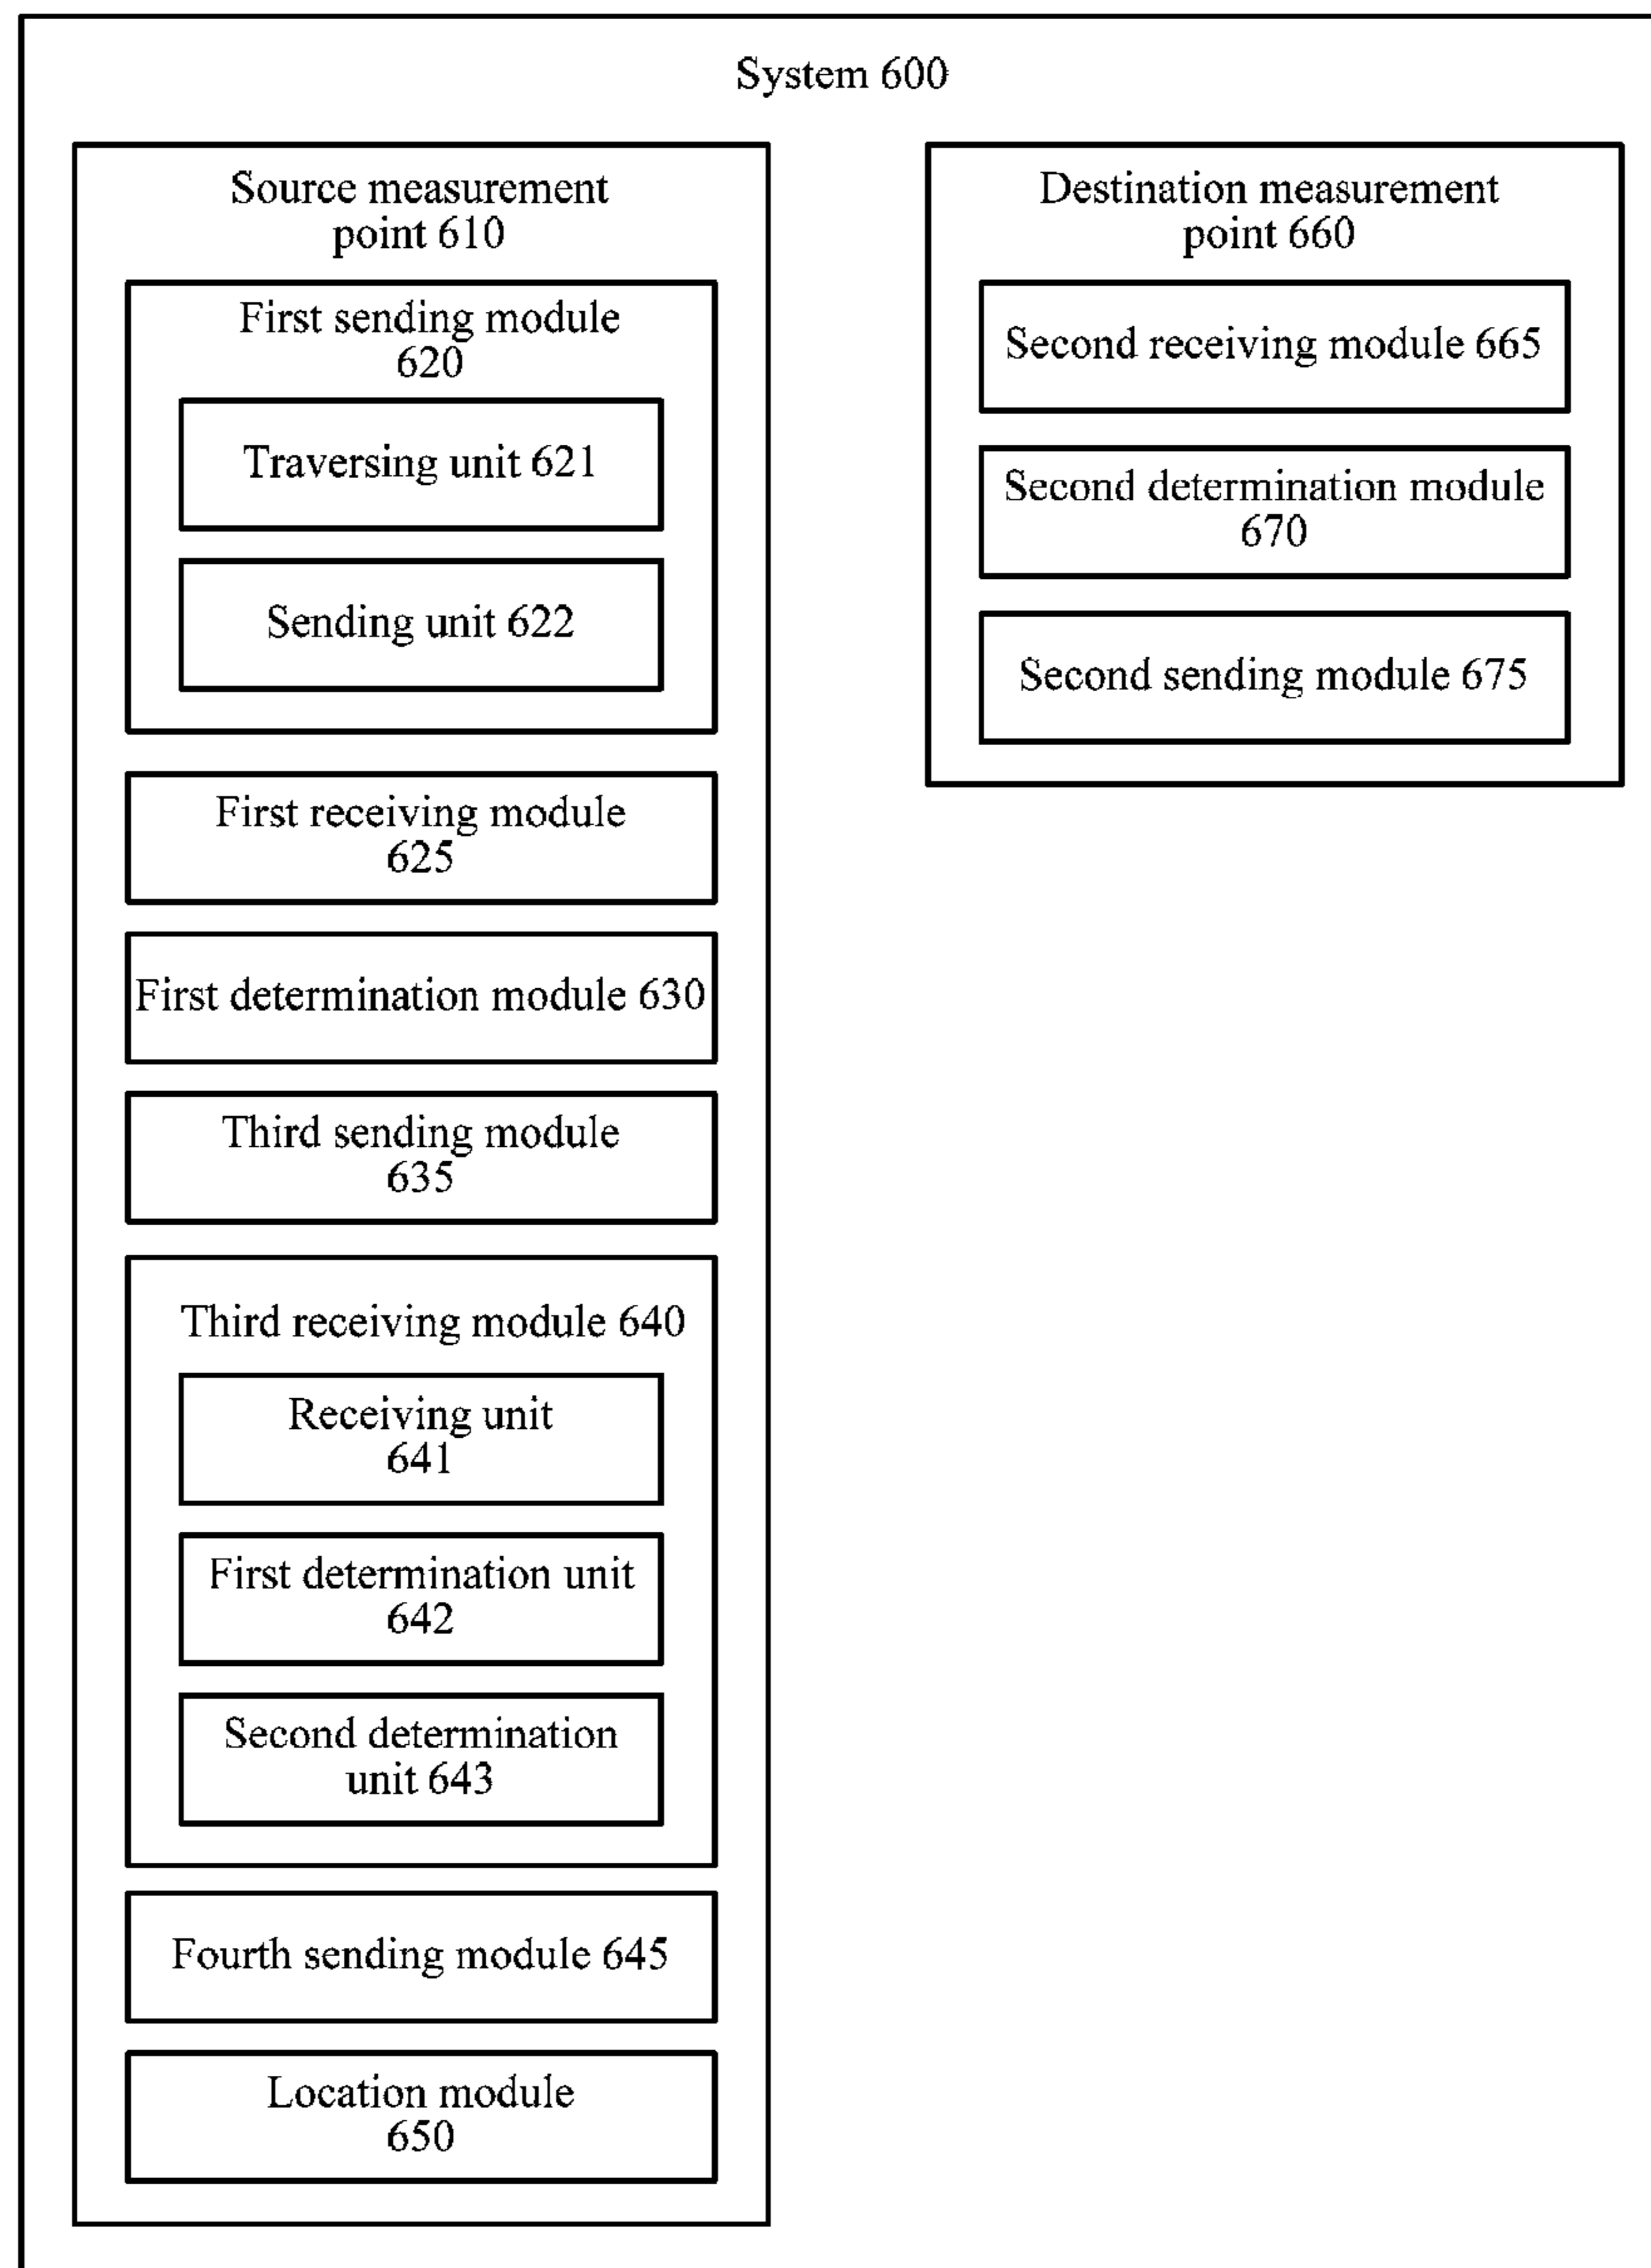 System 600
Source measurement
point 610
First sending module
620
Traversing unit 621
Sending unit 622
First receiving module
625
First determination module 630
Third sending module
635
Third receiving module 640
Receiving unit
641
First determination unit
642
Second determination
unit 643
Fourth sending module 645
Location module
650
Destination measurement
point 660
Second receiving module 665
Second determination module
670
Second sending module 675